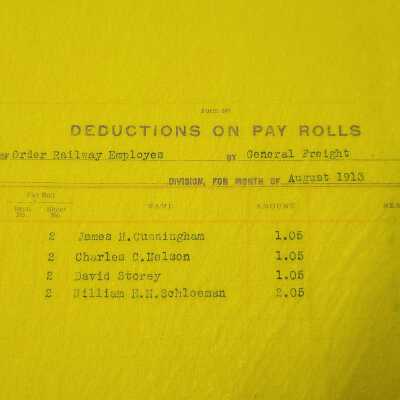 DEDUCTIONS ON PAY ROLLS
OF Order Railway Employes BY General Freight
DIVISION, FOR MONTH OF August 1913
Pay Roll
Sheet No. NAME AMOUNT
2 James H. Cunningham 1.05
2 Charles C. Nelson 1.05
2 David Storey 1.05
2 William H. H. Schloeman 2.05